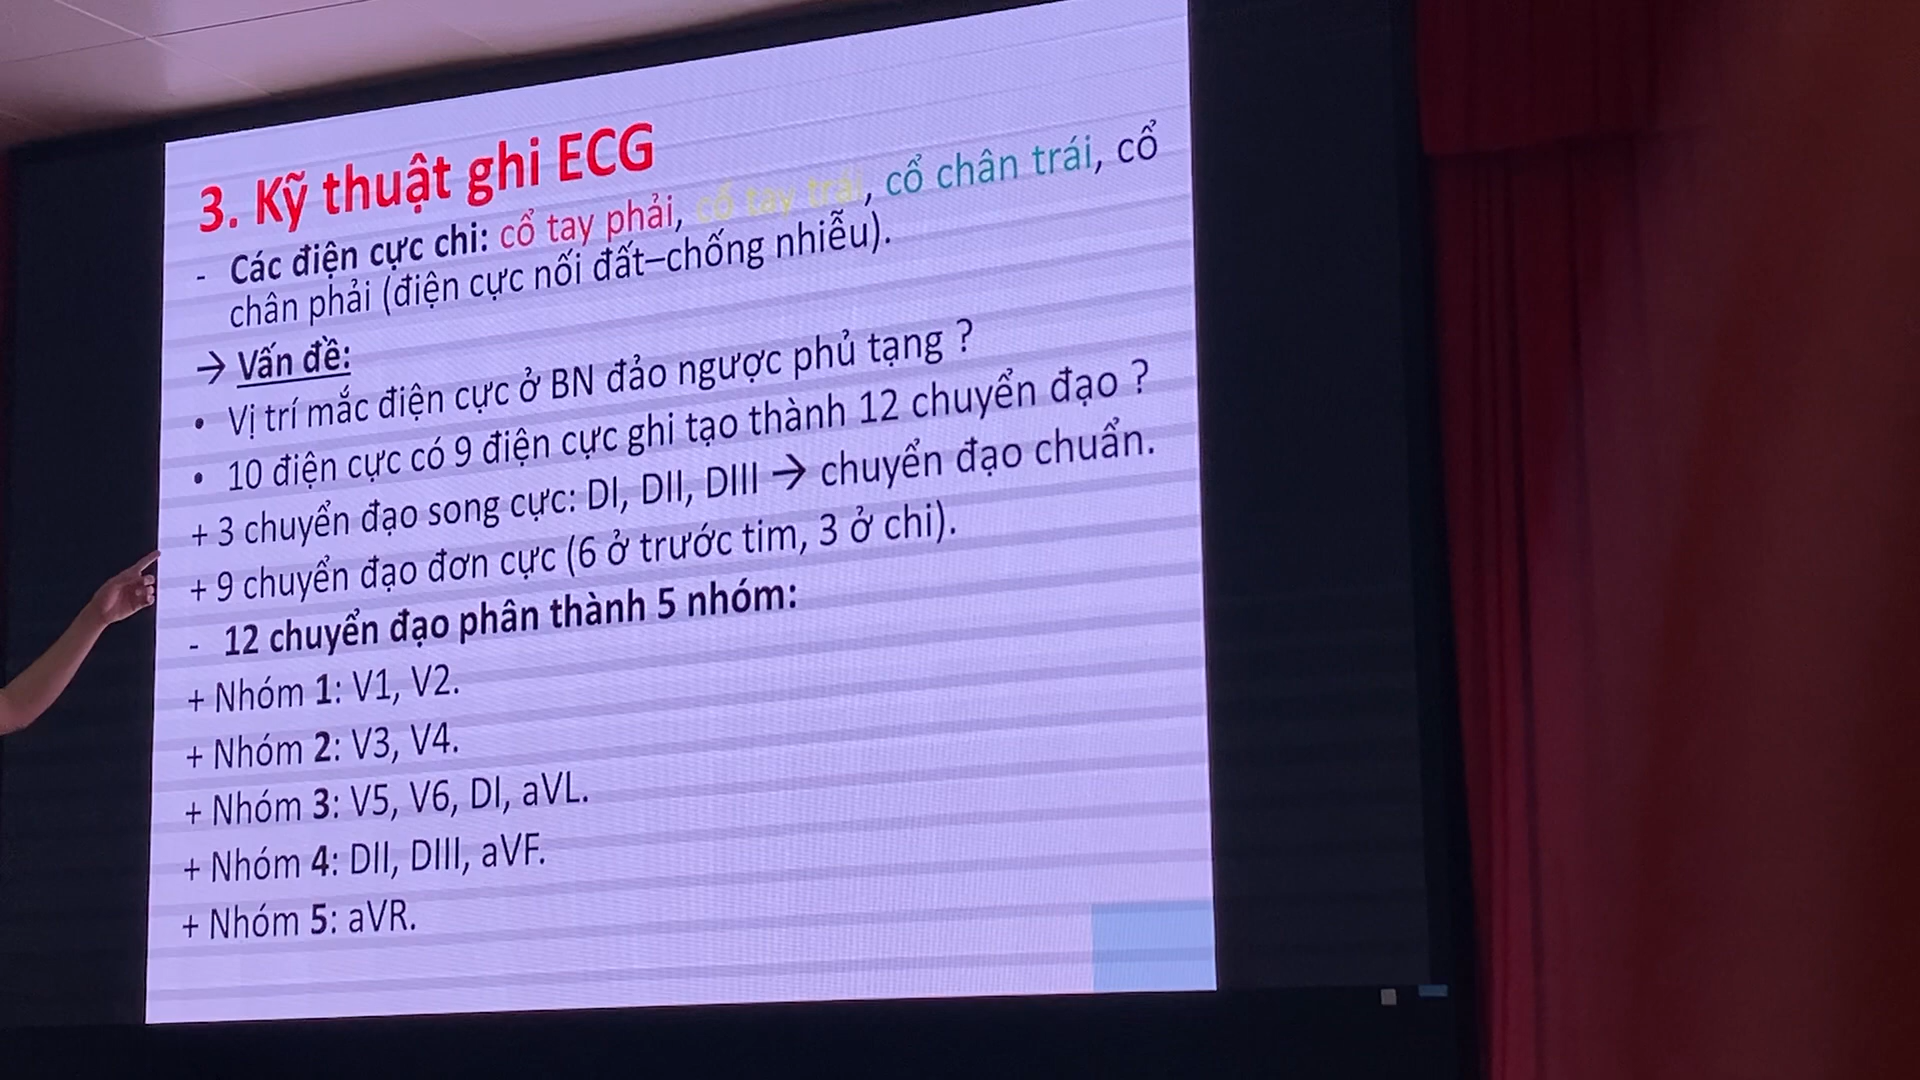 3. Kỹ thuật ghi ECG
- Các điện cực chi: cổ tay phải, cổ tay trái, cổ chân trái, cổ
chân phải (điện cực nối đất–chống nhiễu).
→ Vấn đề:
• Vị trí mắc điện cực ở BN đảo ngược phủ tạng ?
• 10 điện cực có 9 điện cực ghi tạo thành 12 chuyển đạo ?
+ 3 chuyển đạo song cực: DI, DII, DIII → chuyển đạo chuẩn.
+ 9 chuyển đạo đơn cực (6 ở trước tim, 3 ở chi).
- 12 chuyển đạo phân thành 5 nhóm:
+ Nhóm 1: V1, V2.
+ Nhóm 2: V3, V4.
+ Nhóm 3: V5, V6, DI, aVL.
+ Nhóm 4: DII, DIII, aVF.
+ Nhóm 5: aVR.